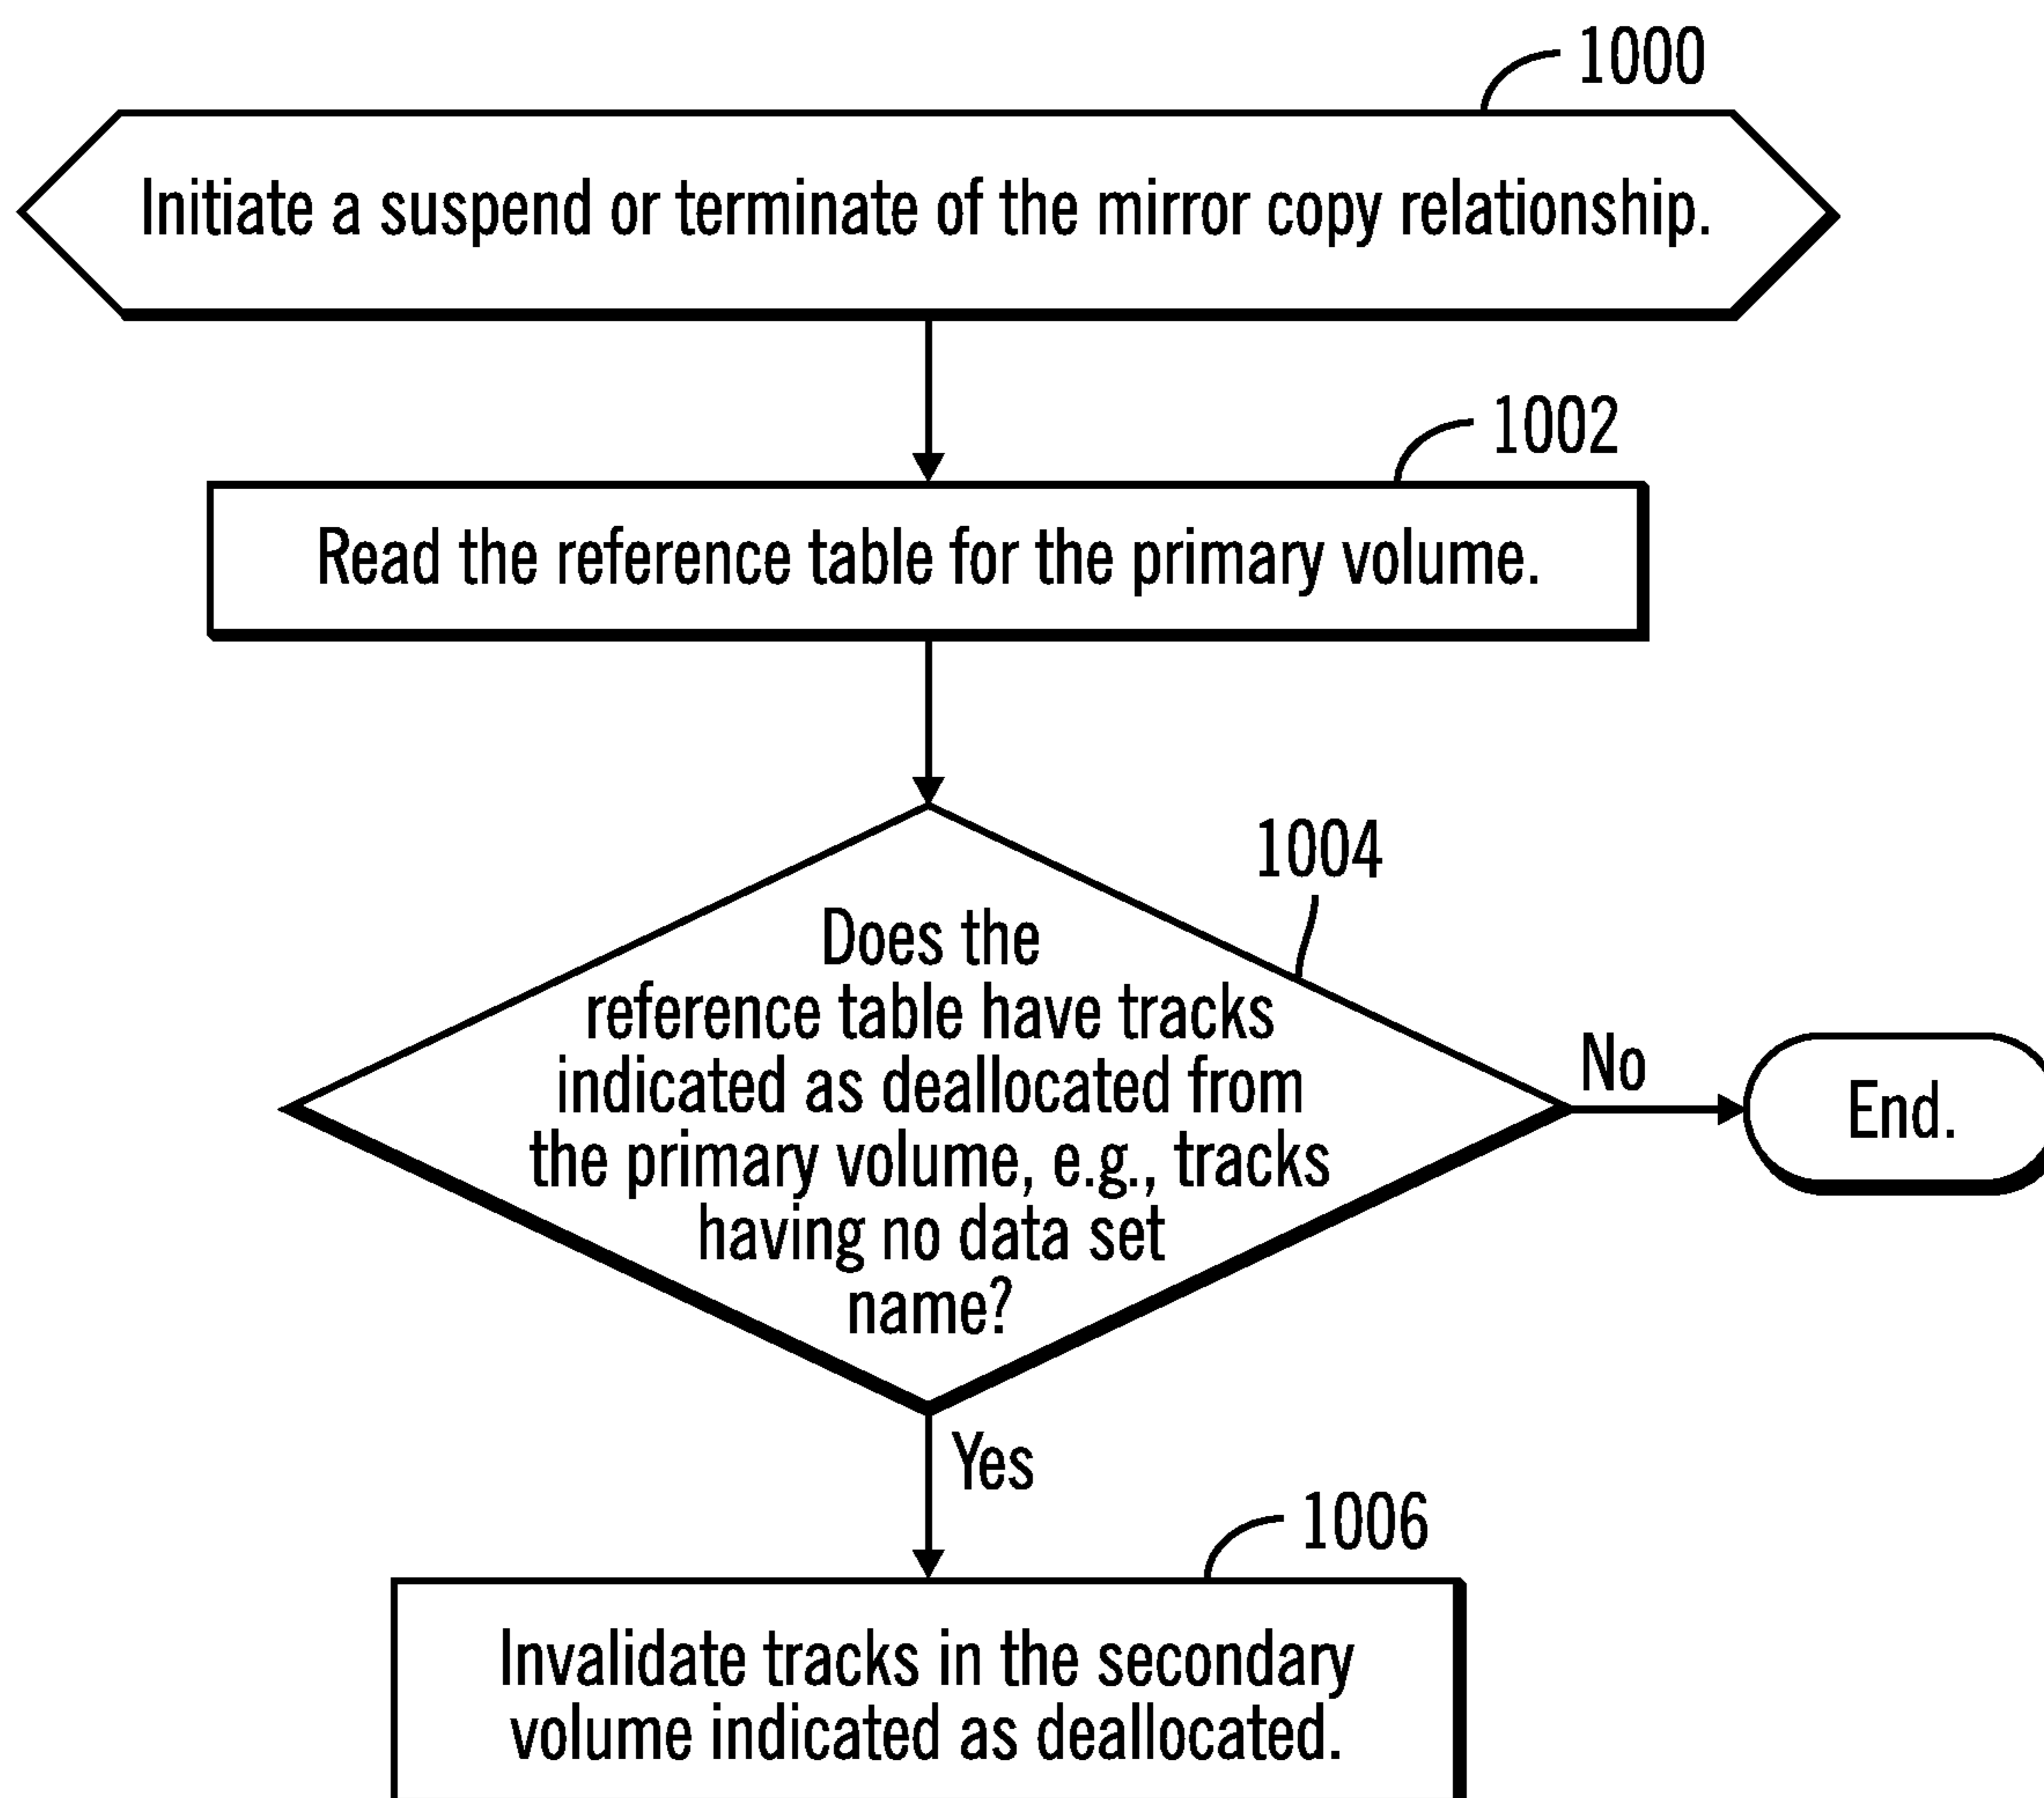 1000
Initiate a suspend or terminate of the mirror copy relationship.
1002
Read the reference table for the primary volume.
1004
Does the
reference table have tracks
indicated as deallocated from
the primary volume, e.g., tracks
having no data set
name?
No
End.
Yes
1006
Invalidate tracks in the secondary
volume indicated as deallocated.